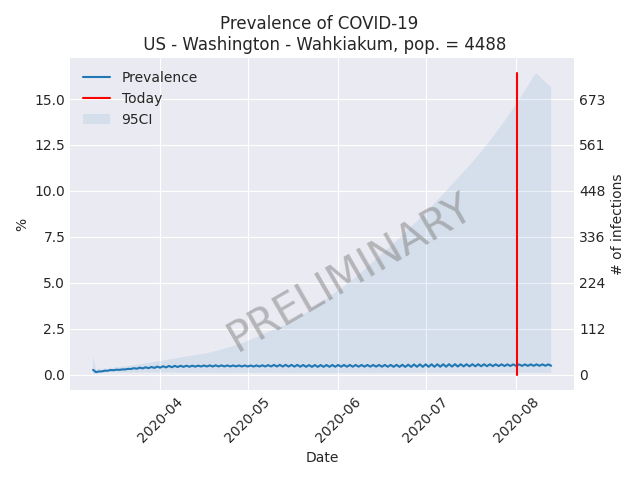 Prevalence of COVID-19
US - Washington - Wahkiakum, pop. = 4488
Prevalence
Today
95CI
15.0
12.5
10.0
7.5
5.0
2.5
0.0
%
673
561
448
336
224
112
0
# of infections
PRELIMINARY
2020-04
2020-05
2020-06
2020-07
2020-08
Date